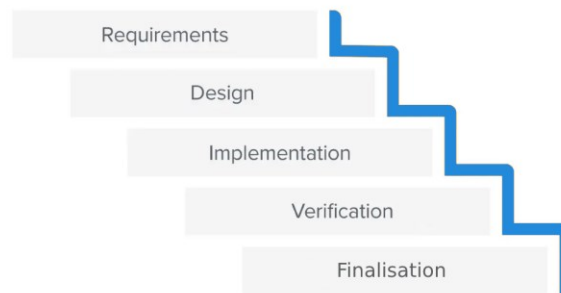 Requirements
Design
Implementation
Verification
Finalisation